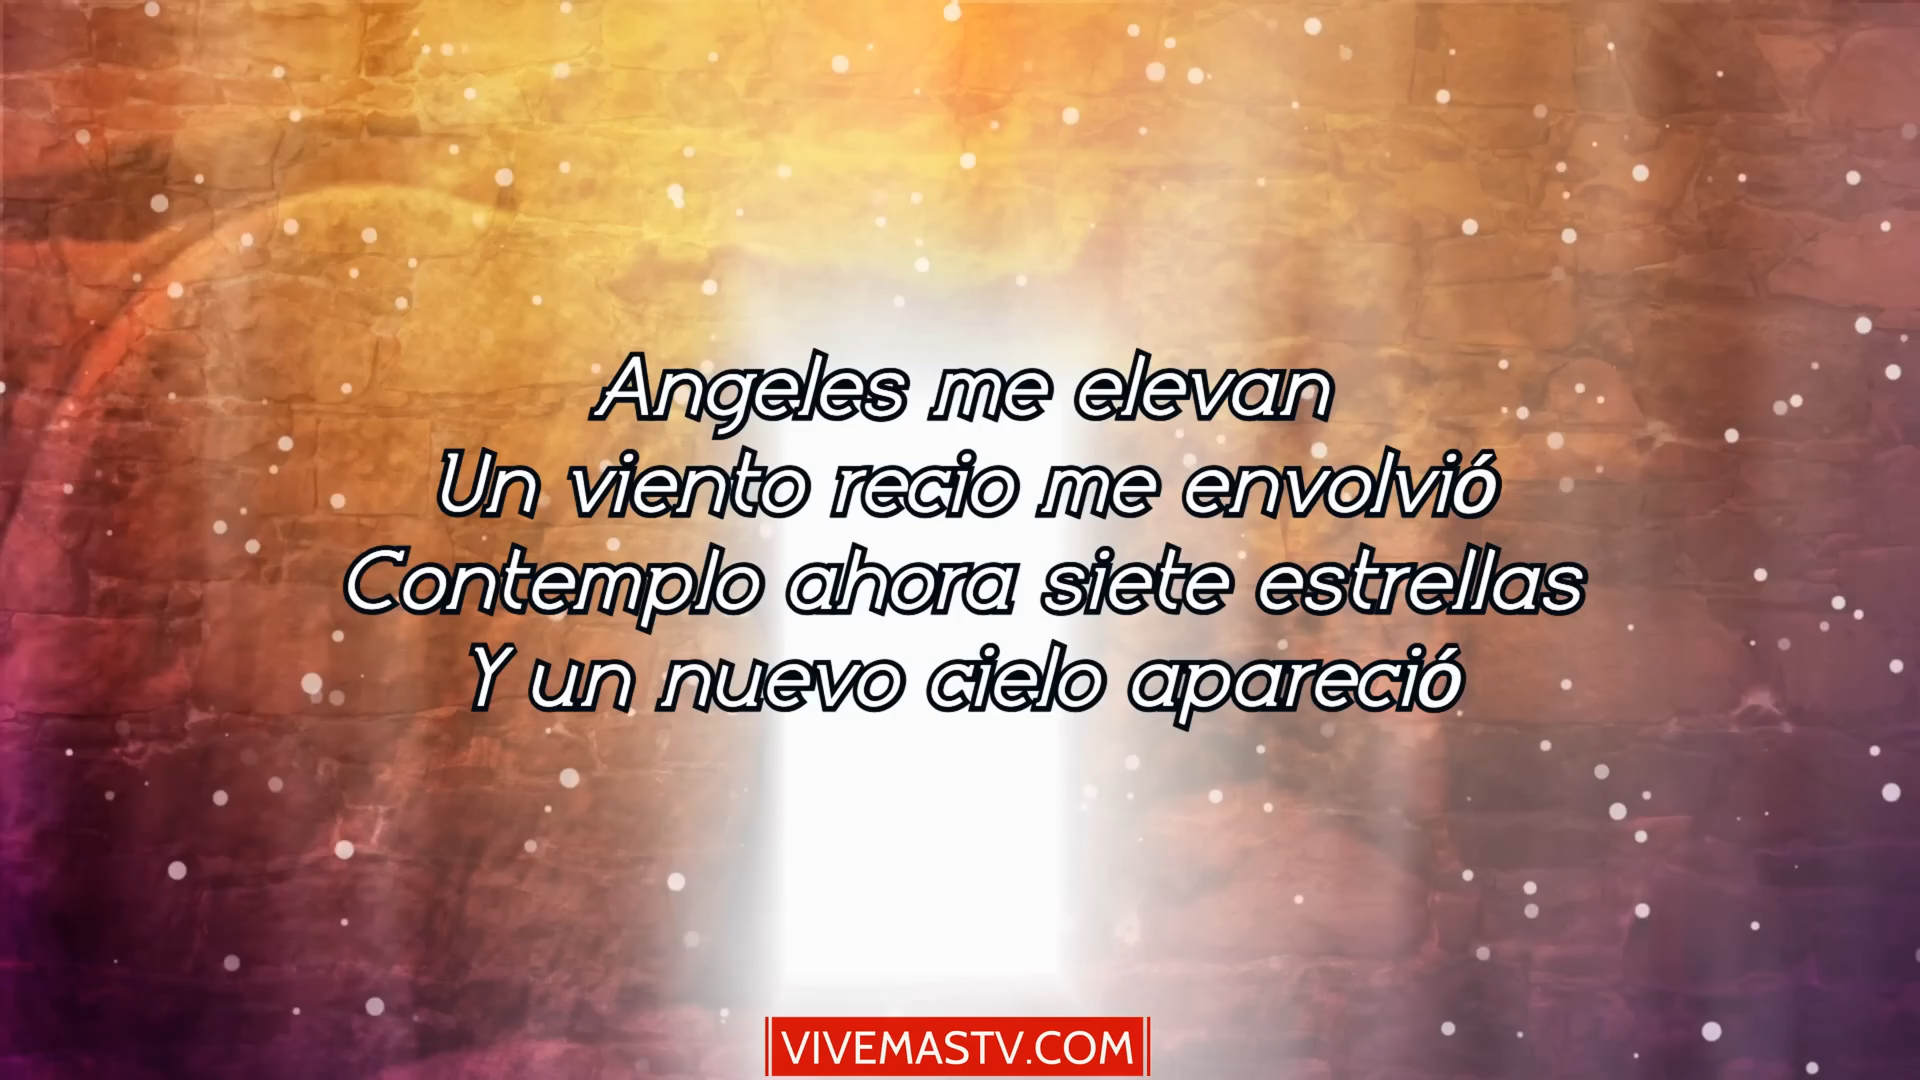 Angeles me elevan
Un viento recio me envolvió
Contemplo ahora siete estrellas
Y un nuevo cielo apareció
VIVEMASTV.COM